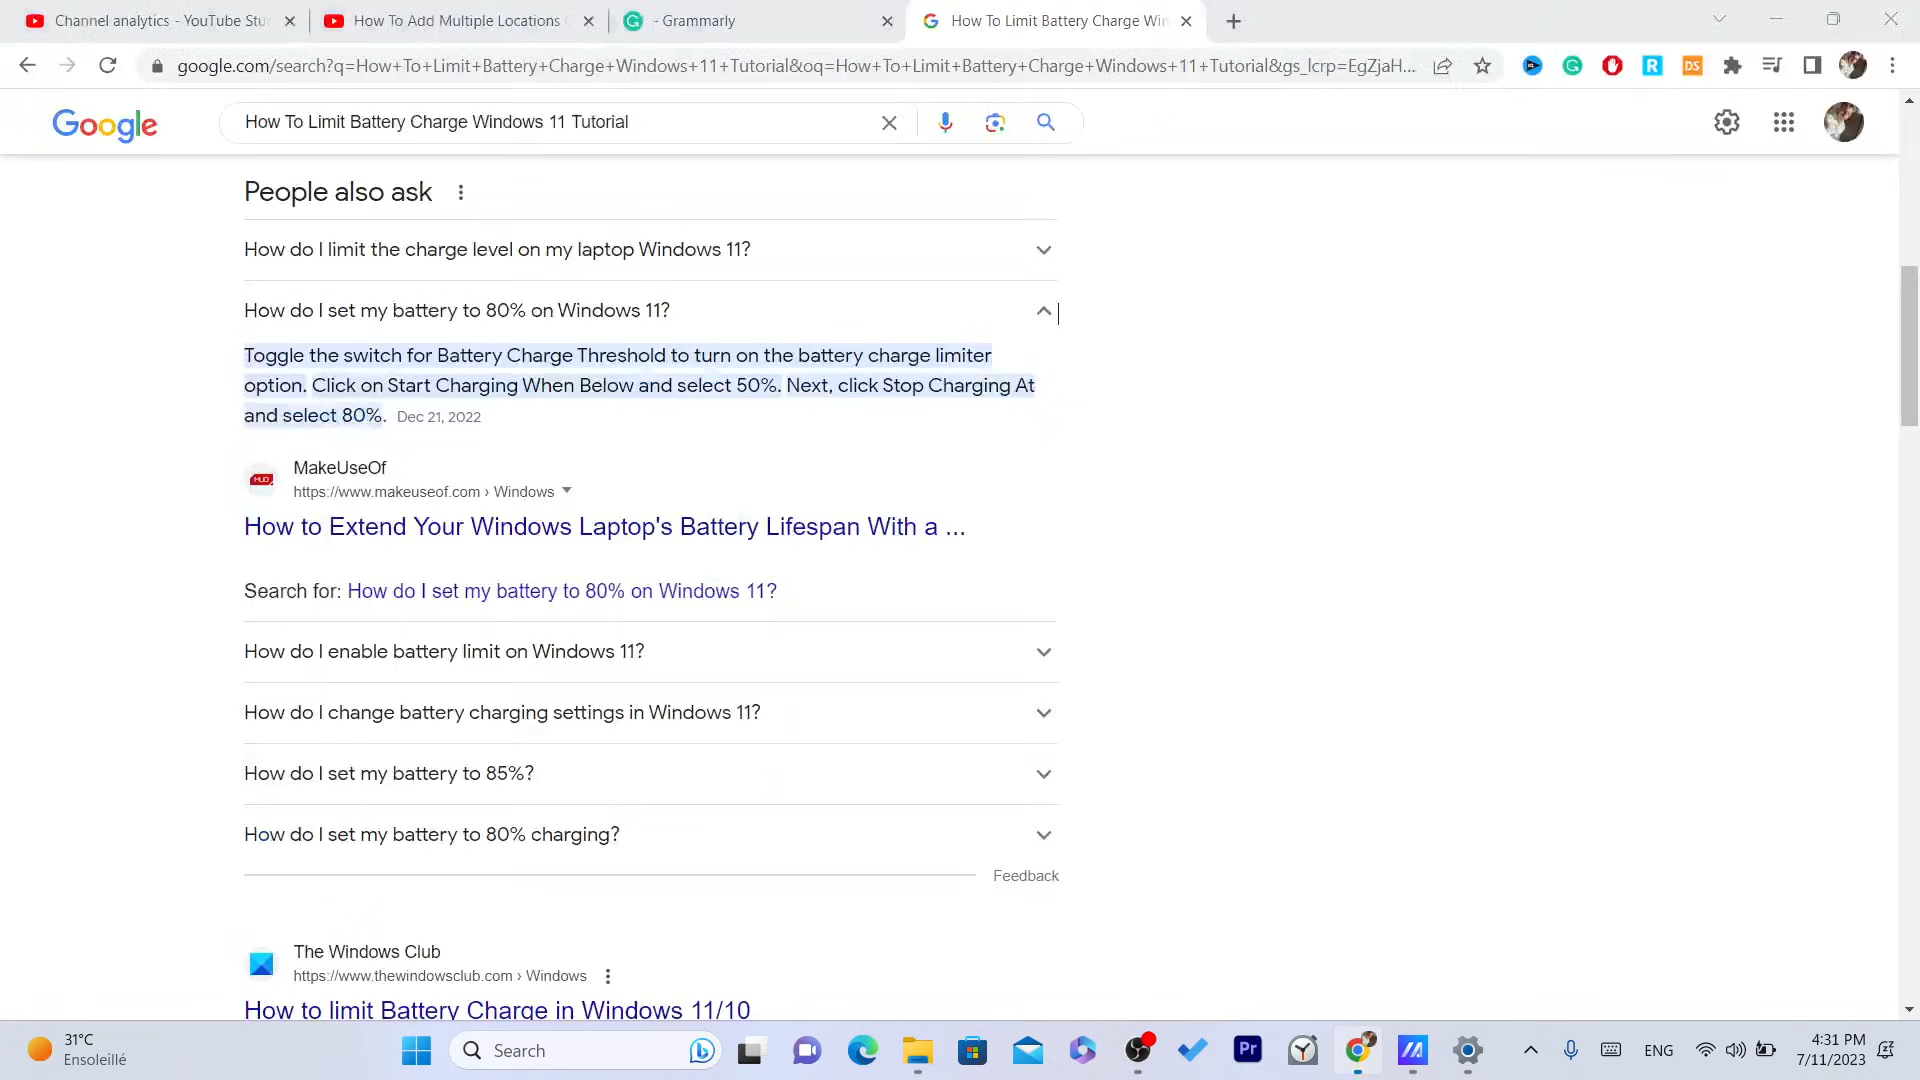 Channel analytics - YouTube Stu
How To Add Multiple Locations
- Grammarly
How To Limit Battery Charge Win
google.com/search?q=How+To+Limit+Battery+Charge+Windows+11+Tutorial&oq=How+To+Limit+Battery+Charge+Windows+11+Tutorial&gs_lcrp=EgZjaH...
Google
How To Limit Battery Charge Windows 11 Tutorial
People also ask
How do I limit the charge level on my laptop Windows 11?
How do I set my battery to 80% on Windows 11?
Toggle the switch for Battery Charge Threshold to turn on the battery charge limiter
option. Click on Start Charging When Below and select 50%. Next, click Stop Charging At
and select 80%. Dec 21, 2022
MUO
MakeUseOf
https://www.makeuseof.com › Windows
How to Extend Your Windows Laptop's Battery Lifespan With a ...
Search for: How do I set my battery to 80% on Windows 11?
How do I enable battery limit on Windows 11?
How do I change battery charging settings in Windows 11?
How do I set my battery to 85%?
How do I set my battery to 80% charging?
Feedback
The Windows Club
https://www.thewindowsclub.com › Windows
How to limit Battery Charge in Windows 11/10
31°C
Ensoleillé
Search
Pr
ENG
4:31 PM
7/11/2023